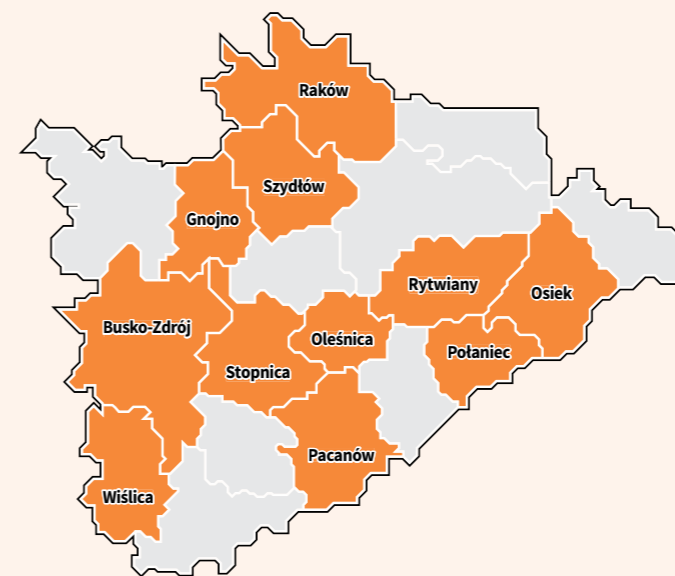 Raków
Szydłów
Gnojno
Rytwiany
Osiek
Busko-Zdrój
Oleśnica
Połaniec
Stopnica
Pacanów
Wiślica